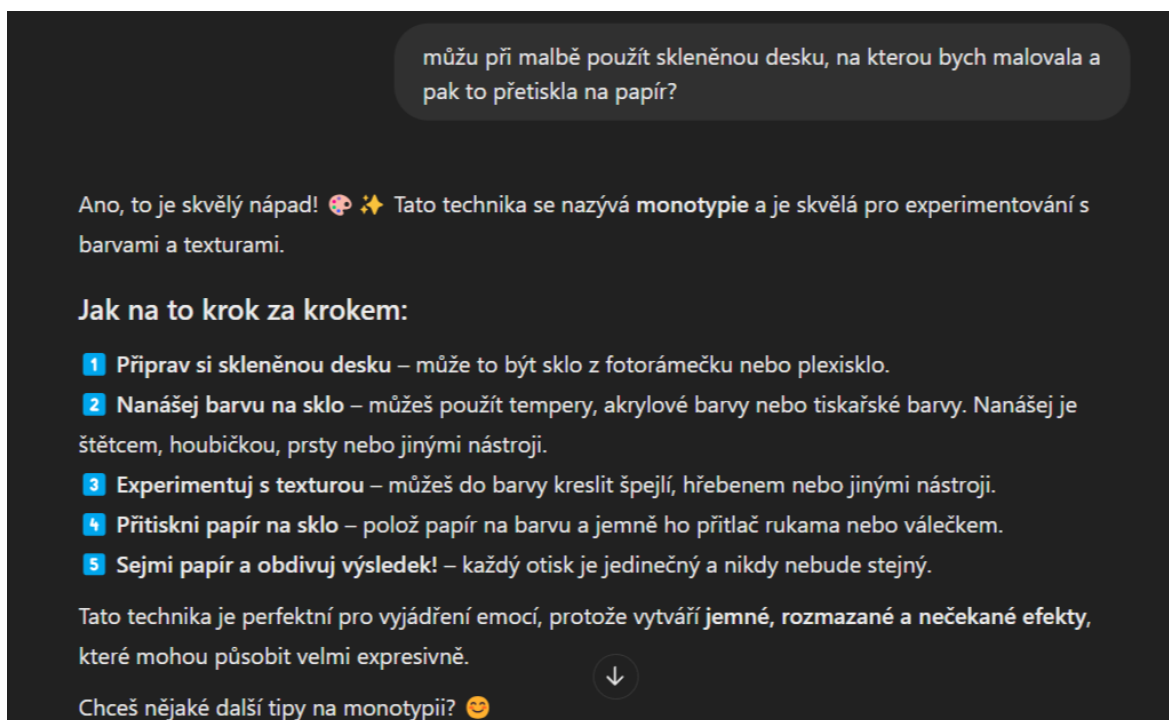 můžu při malbě použít skleněnou desku, na kterou bych malovala a
pak to přetiskla na papír?
Ano, to je skvělý nápad! 🎨 ✨ Tato technika se nazývá monotypie a je skvělá pro experimentování s
barvami a texturami.
Jak na to krok za krokem:
1️⃣ Připrav si skleněnou desku – může to být sklo z fotorámečku nebo plexisklo.
2️⃣ Nanášej barvu na sklo – můžeš použít tempery, akrylové barvy nebo tiskařské barvy. Nanášej je
štětcem, houbičkou, prsty nebo jinými nástroji.
3️⃣ Experimentuj s texturou – můžeš do barvy kreslit špejlí, hřebenem nebo jinými nástroji.
4️⃣ Přitiskni papír na sklo – polož papír na barvu a jemně ho přitlač rukama nebo válečkem.
5️⃣ Sejmi papír a obdivuj výsledek! – každý otisk je jedinečný a nikdy nebude stejný.
Tato technika je perfektní pro vyjádření emocí, protože vytváří jemné, rozmazané a nečekané efekty,
které mohou působit velmi expresivně.
Chceš nějaké další tipy na monotypii? 😊